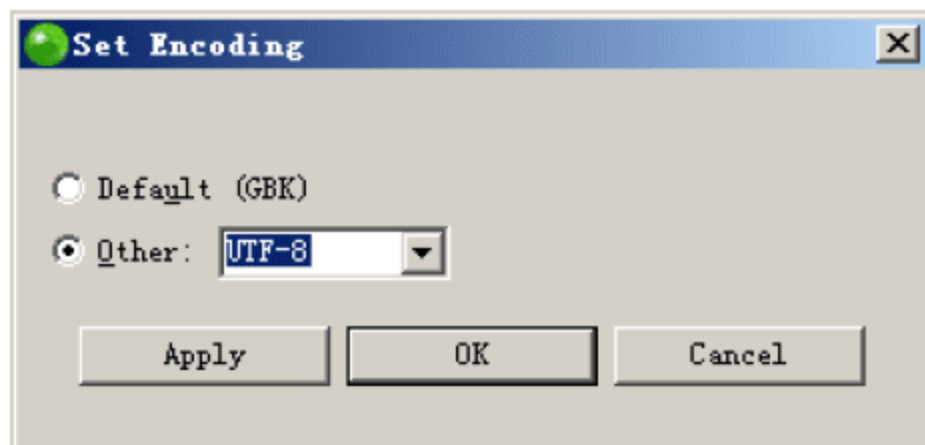 Set Encoding
Default (GBK)
Other: UTF-8
Apply OK Cancel